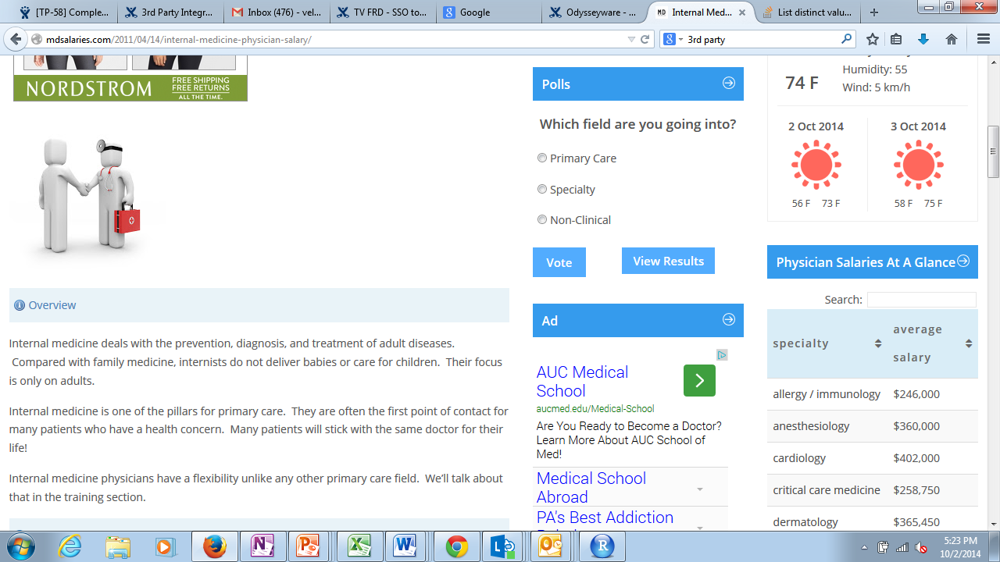 [TP-58] Comple...
3rd Party Integr...
Inbox (476) - vel...
TV FRD - SSO to...
Google
Odysseyware - ...
MD Internal Med...
List distinct valu...
mdsalaries.com/2011/04/14/internal-medicine-physician-salary/
3rd party
NORDSTROM
FREE SHIPPING
FREE RETURNS
ALL THE TIME.
Overview
Internal medicine deals with the prevention, diagnosis, and treatment of adult diseases.
Compared with family medicine, internists do not deliver babies or care for children. Their focus
is only on adults.
Internal medicine is one of the pillars for primary care. They are often the first point of contact for
many patients who have a health concern. Many patients will stick with the same doctor for their
life!
Internal medicine physicians have a flexibility unlike any other primary care field. We'll talk about
that in the training section.
Polls
Which field are you going into?
Primary Care
Specialty
Non-Clinical
Vote
View Results
Ad
AUC Medical
School
aucmed.edu/Medical-School
Are You Ready to Become a Doctor?
Learn More About AUC School of
Med!
Medical School
Abroad
PA's Best Addiction
74 F
Humidity: 55
Wind: 5 km/h
2 Oct 2014
3 Oct 2014
56 F 73 F
58 F 75 F
Physician Salaries At A Glance
Search:
specialty
average
salary
allergy / immunology $246,000
anesthesiology $360,000
cardiology $402,000
critical care medicine $258,750
dermatology $365,450
5:23 PM
10/2/2014